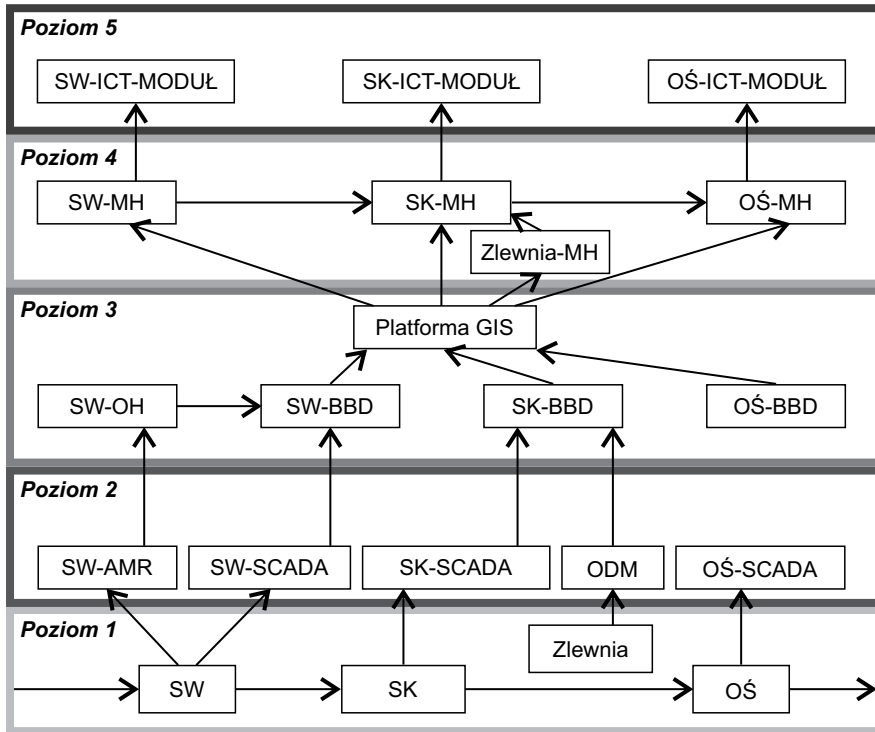 Poziom 5
SW-ICT-MODUŁ
SK-ICT-MODUŁ
OŚ-ICT-MODUŁ
Poziom 4
SW-MH
SK-MH
OŚ-MH
Zlewnia-MH
Poziom 3
Platforma GIS
SW-OH
SW-BBD
SK-BBD
OŚ-BBD
Poziom 2
SW-AMR
SW-SCADA
SK-SCADA
ODM
OŚ-SCADA
Poziom 1
Zlewnia
SW
SK
OŚ